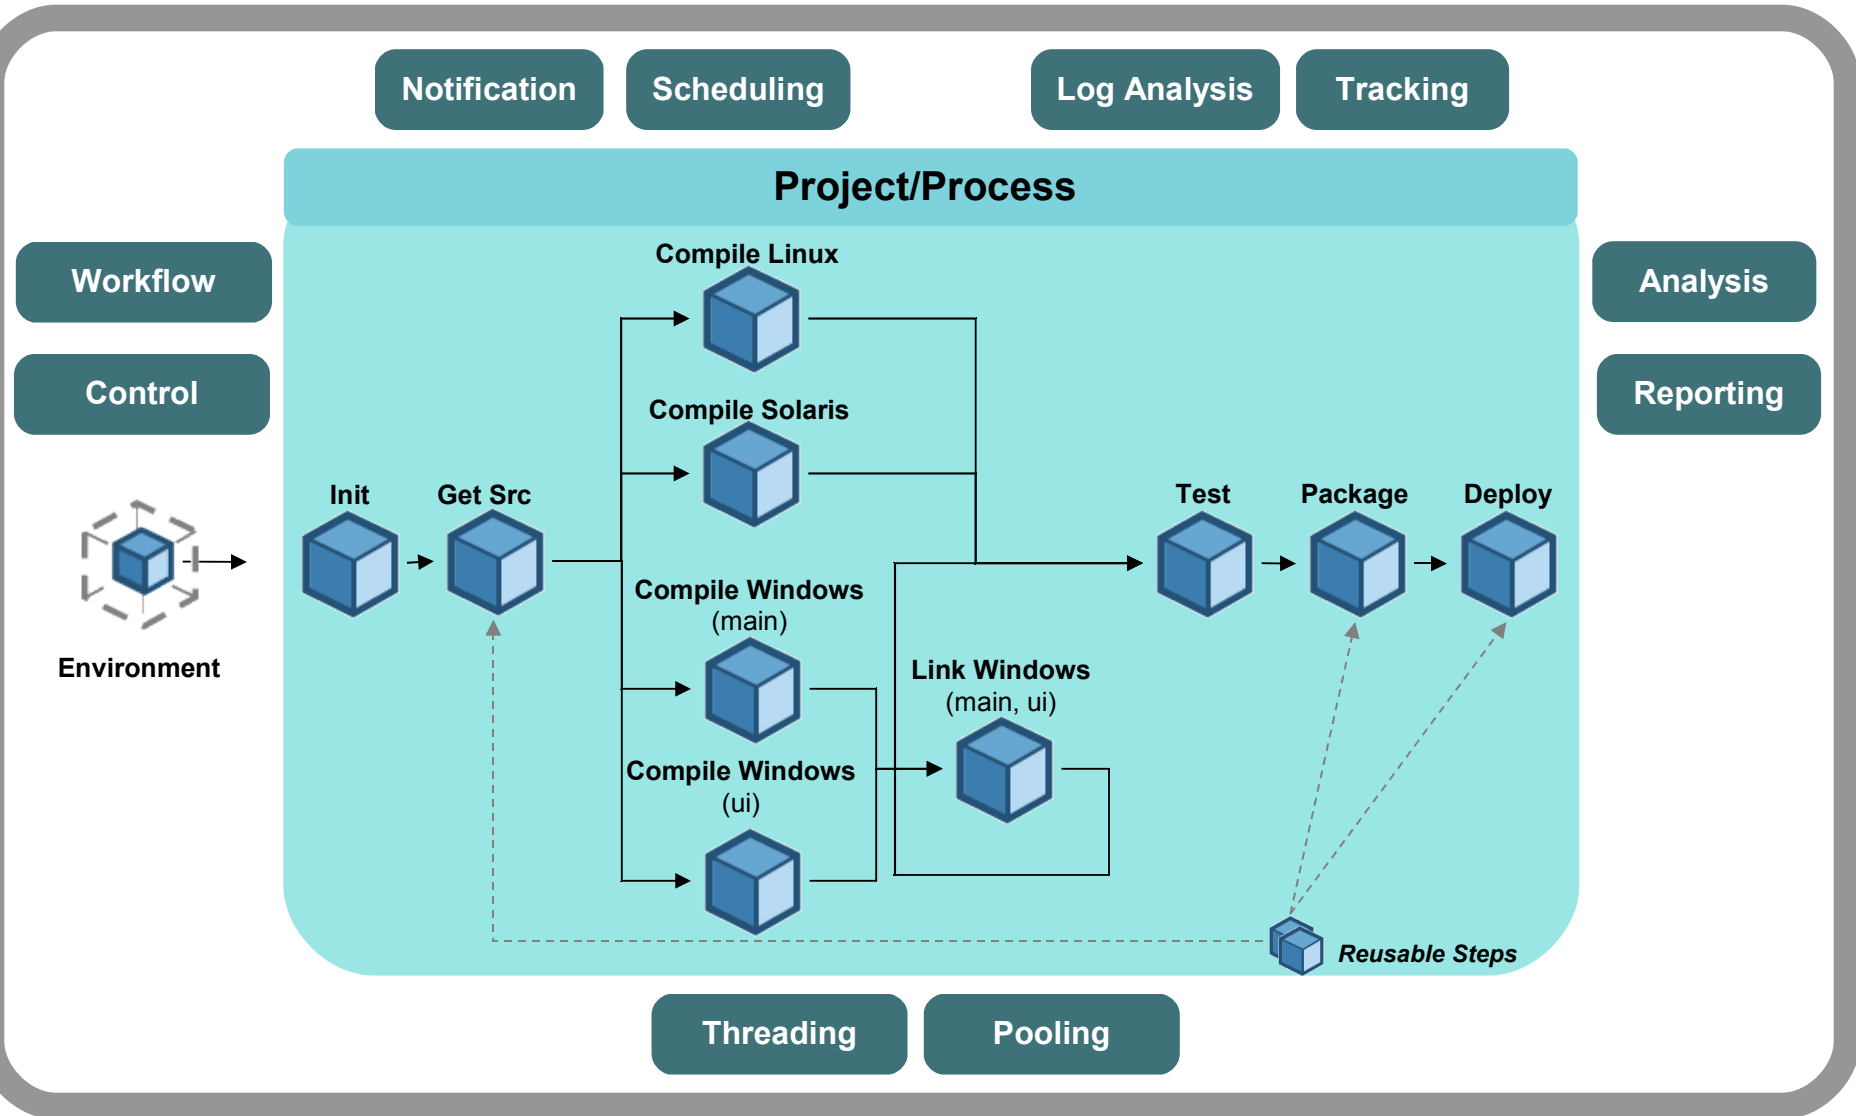 Notification
Scheduling
Log Analysis
Tracking
Project/Process
Workflow
Control
Analysis
Reporting
Environment
Init
Get Src
Compile Linux
Compile Solaris
Compile Windows
(main)
Compile Windows
(ui)
Link Windows
(main, ui)
Test
Package
Deploy
Reusable Steps
Threading
Pooling